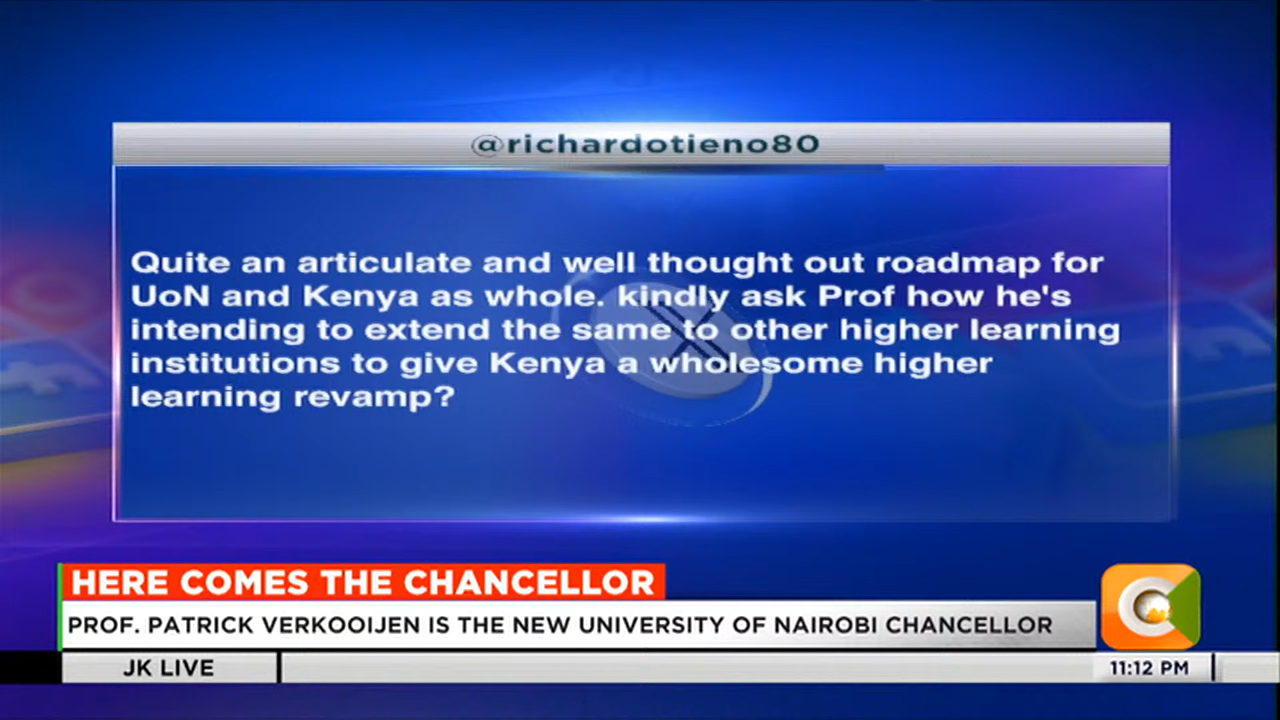 @richardotieno80
Quite an articulate and well thought out roadmap for
UoN and Kenya as whole. kindly ask Prof how he's
intending to extend the same to other higher learning
institutions to give Kenya a wholesome higher
learning revamp?
HERE COMES THE CHANCELLOR
PROF. PATRICK VERKOOIJEN IS THE NEW UNIVERSITY OF NAIROBI CHANCELLOR
JK LIVE
11:12 PM